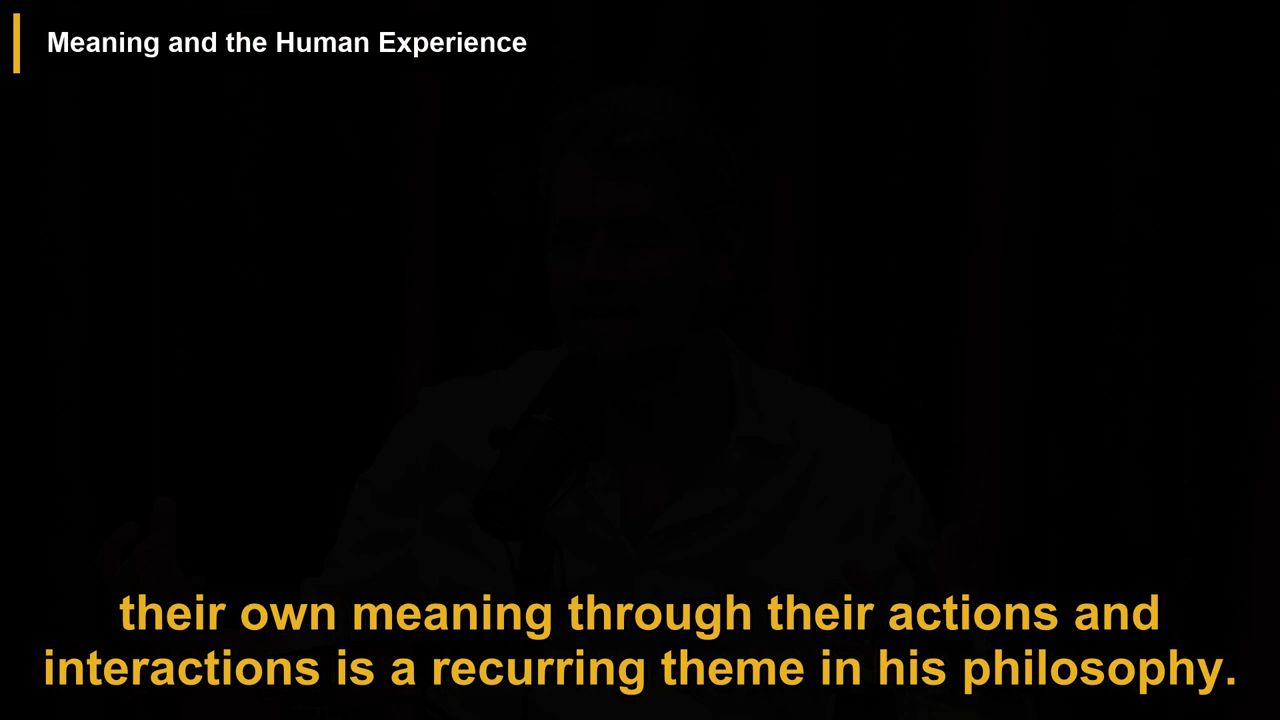 Meaning and the Human Experience
their own meaning through their actions and
interactions is a recurring theme in his philosophy.